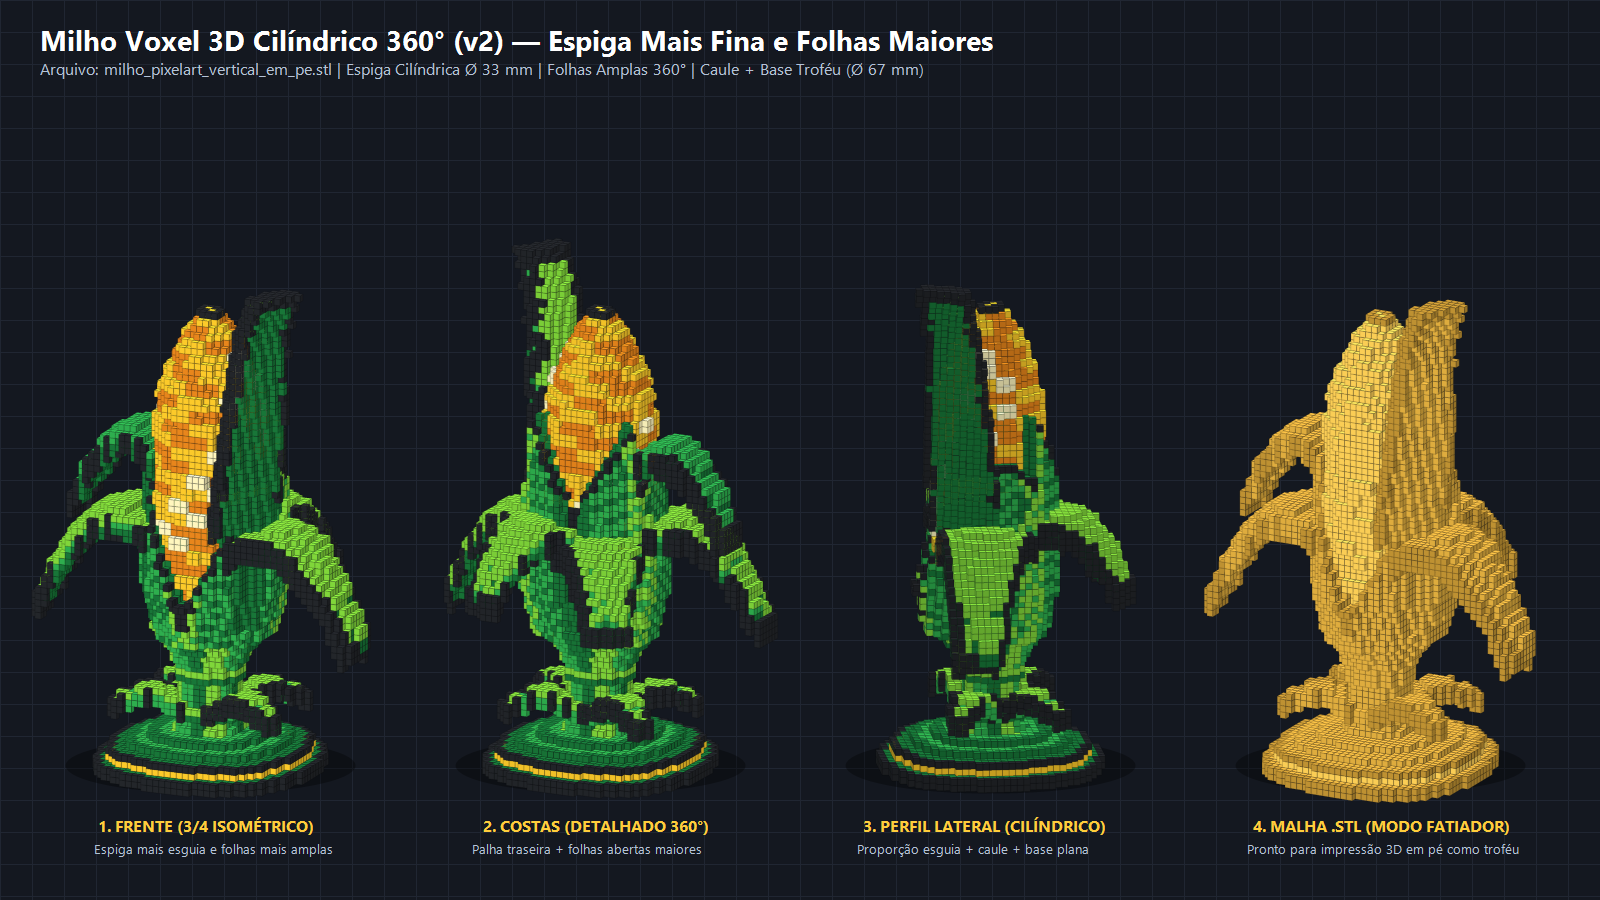 Milho Voxel 3D Cilíndrico 360° (v2) — Espiga Mais Fina e Folhas Maiores
Arquivo: milho_pixelart_vertical_em_pe.stl | Espiga Cilíndrica Ø 33 mm | Folhas Amplas 360° | Caule + Base Troféu (Ø 67 mm)
1. FRENTE (3/4 ISOMÉTRICO)
Espiga mais esguia e folhas mais amplas
2. COSTAS (DETALHADO 360°)
Palha traseira + folhas abertas maiores
3. PERFIL LATERAL (CILÍNDRICO)
Proporção esguia + caule + base plana
4. MALHA .STL (MODO FATIADOR)
Pronto para impressão 3D em pé como troféu